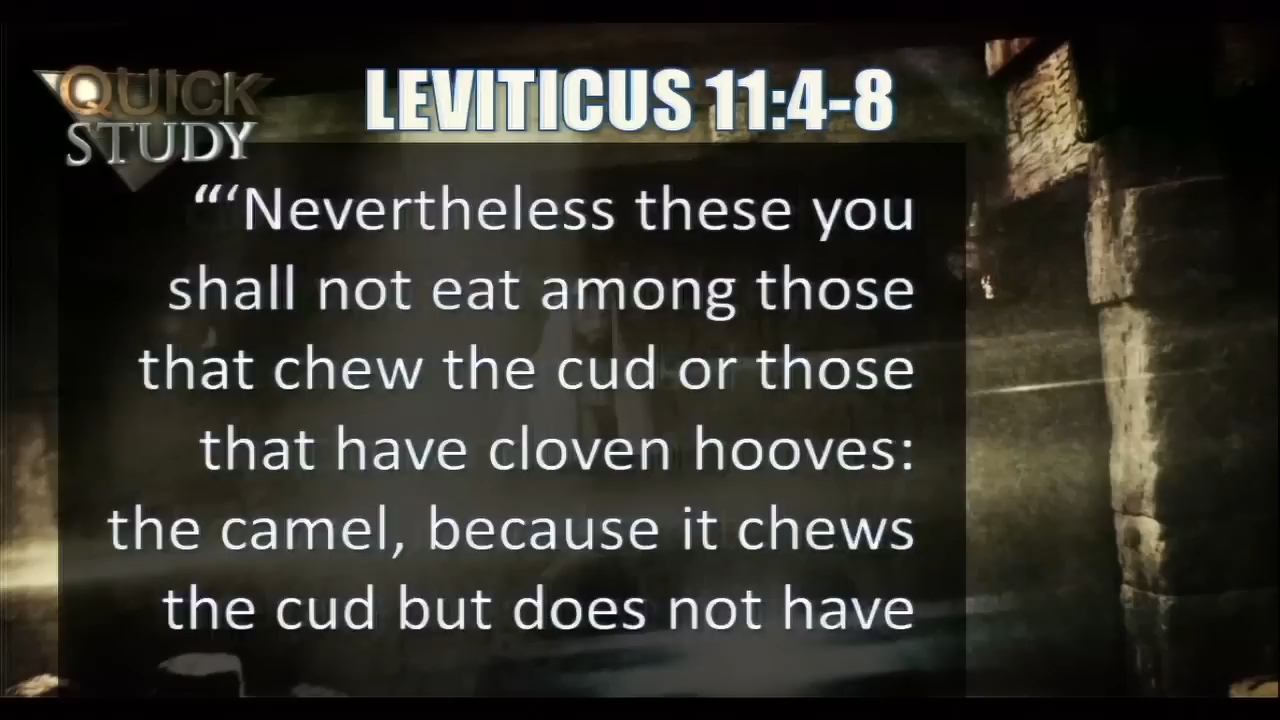 QUICK
STUDY
LEVITICUS 11:4-8
“‘Nevertheless these you
shall not eat among those
that chew the cud or those
that have cloven hooves:
the camel, because it chews
the cud but does not have